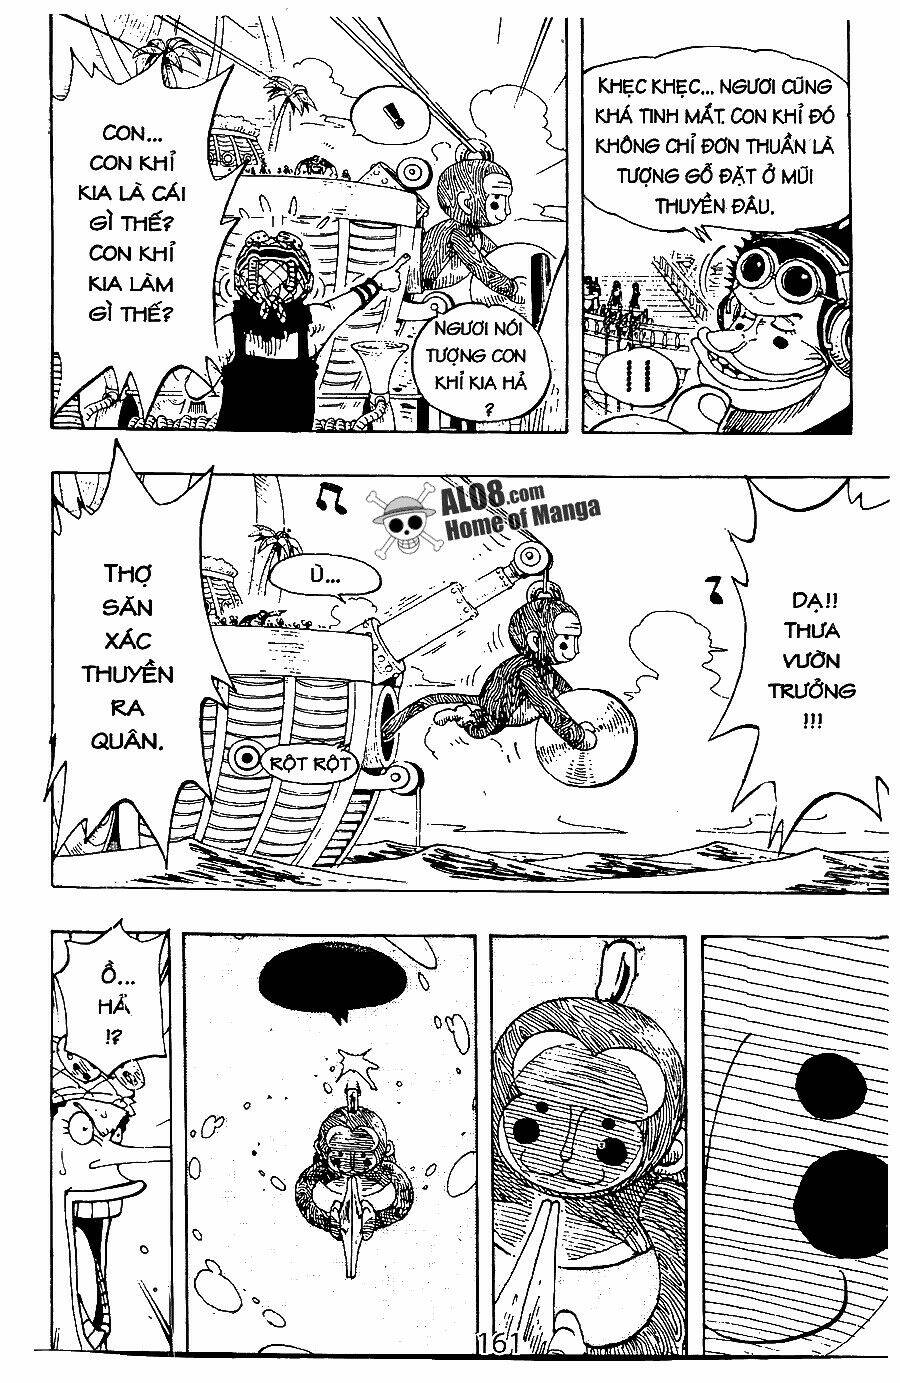 !
CON...
CON KHỈ
KIA LÀ CÁI
GÌ THẾ?
CON KHỈ
KIA LÀM
GÌ THẾ?
NGƯƠI NÓI
TƯỢNG CON
KHỈ KIA HẢ
?
KHẸC KHẸC... NGƯƠI CŨNG
KHÁ TINH MẮT. CON KHỈ ĐÓ
KHÔNG CHỈ ĐƠN THUẦN LÀ
TƯỢNG GỖ ĐẶT Ở MŨI
THUYỀN ĐÂU.
!!
THỢ
SĂN
XÁC
THUYỀN
RA
QUÂN.
Ù...
RỘT RỘT
AL08.com
Home of Manga
DẠ!!
THƯA
VƯỜN
TRƯỞNG
!!!
Ồ...
HẢ
!?
161